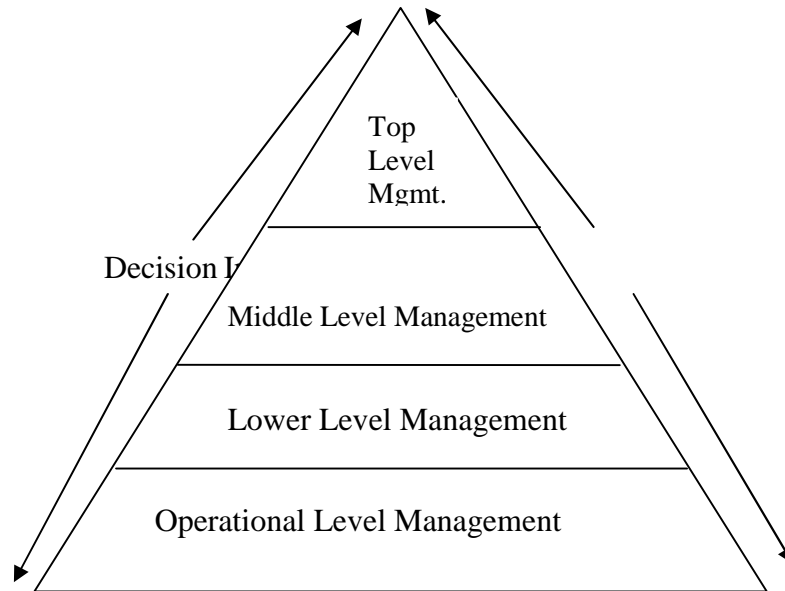 Top
Level
Mgmt.
Decision
Middle Level Management
Lower Level Management
Operational Level Management